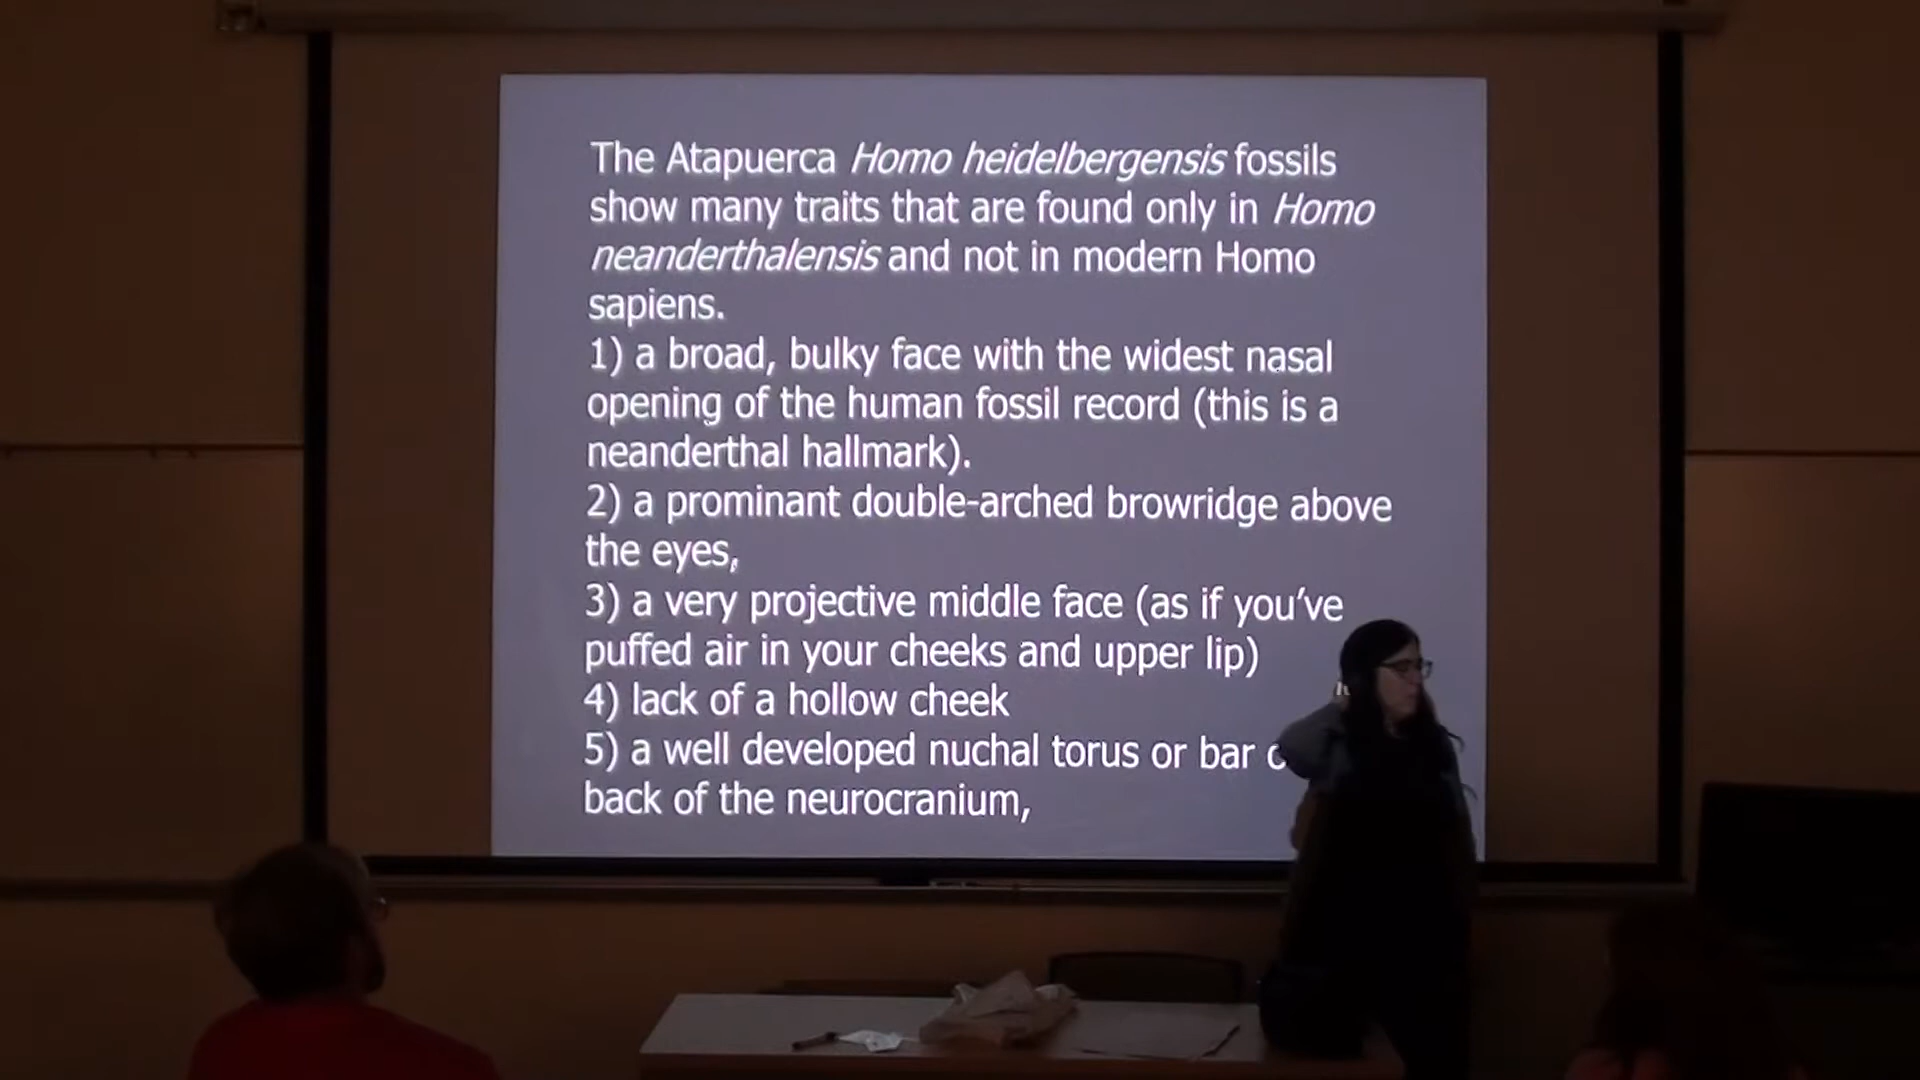 The Atapuerca Homo heidelbergensis fossils
show many traits that are found only in Homo
neanderthalensis and not in modern Homo
sapiens.
1) a broad, bulky face with the widest nasal
opening of the human fossil record (this is a
neanderthal hallmark).
2) a prominant double-arched browridge above
the eyes,
3) a very projective middle face (as if you've
puffed air in your cheeks and upper lip)
4) lack of a hollow cheek
5) a well developed nuchal torus or bar
back of the neurocranium,